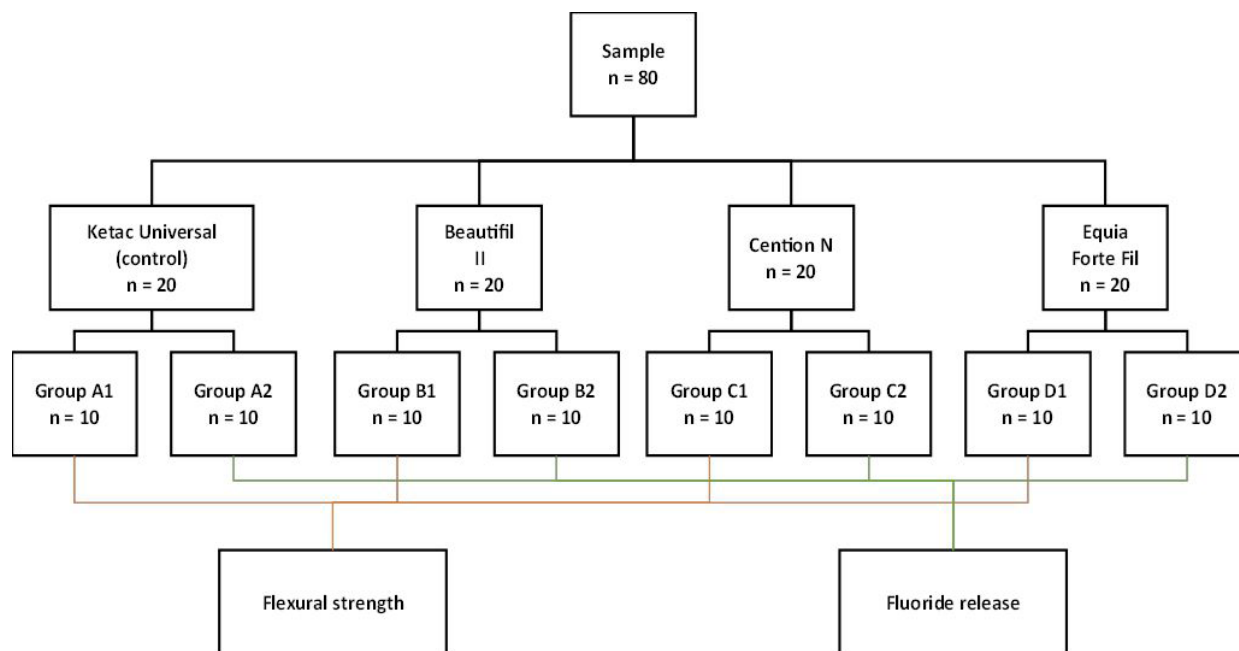 Sample
n = 80
Ketac Universal
(control)
n = 20
Beautifil
II
n = 20
Cention N
n = 20
Equia
Forte Fil
n = 20
Group A1
n = 10
Group A2
n = 10
Group B1
n = 10
Group B2
n = 10
Group C1
n = 10
Group C2
n = 10
Group D1
n = 10
Group D2
n = 10
Flexural strength
Fluoride release